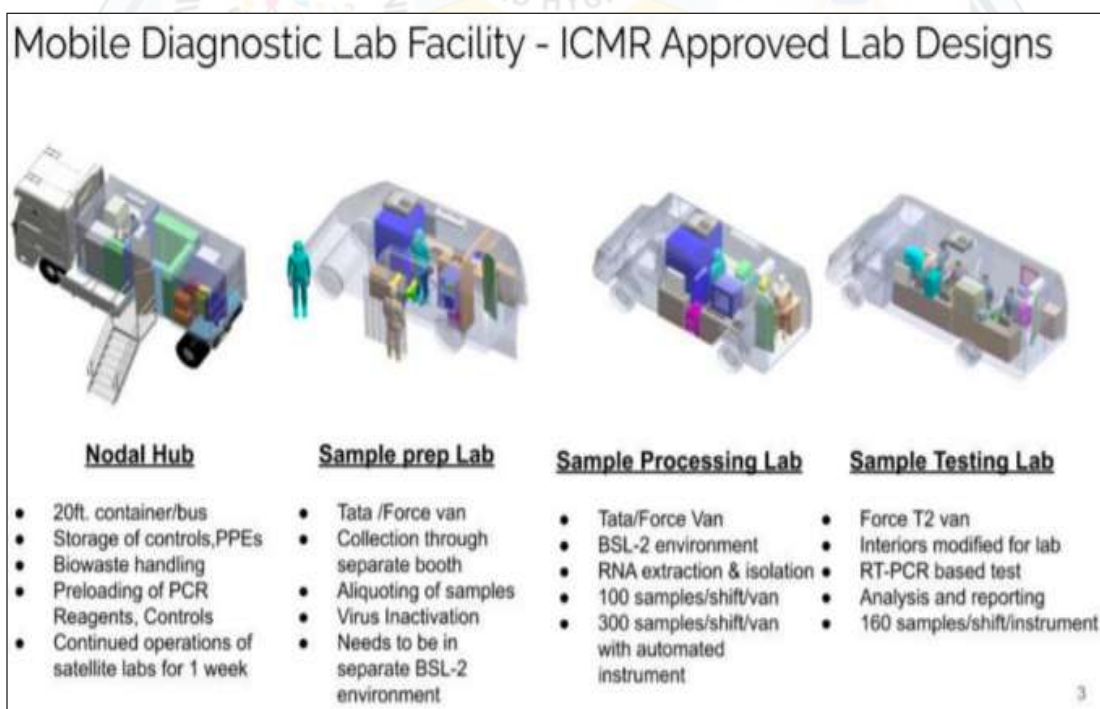 Mobile Diagnostic Lab Facility - ICMR Approved Lab Designs
Nodal Hub
● 20ft. container/bus
● Storage of controls,PPEs
● Biowaste handling
● Preloading of PCR
Reagents, Controls
● Continued operations of
satellite labs for 1 week
Sample prep Lab
● Tata /Force van
● Collection through
separate booth
● Aliquoting of samples
● Virus Inactivation
● Needs to be in
separate BSL-2
environment
Sample Processing Lab
● Tata/Force Van
● BSL-2 environment
● RNA extraction & isolation
● 100 samples/shift/van
● 300 samples/shift/van
with automated
instrument
Sample Testing Lab
● Force T2 van
● Interiors modified for lab
● RT-PCR based test
● Analysis and reporting
● 160 samples/shift/instrument
3